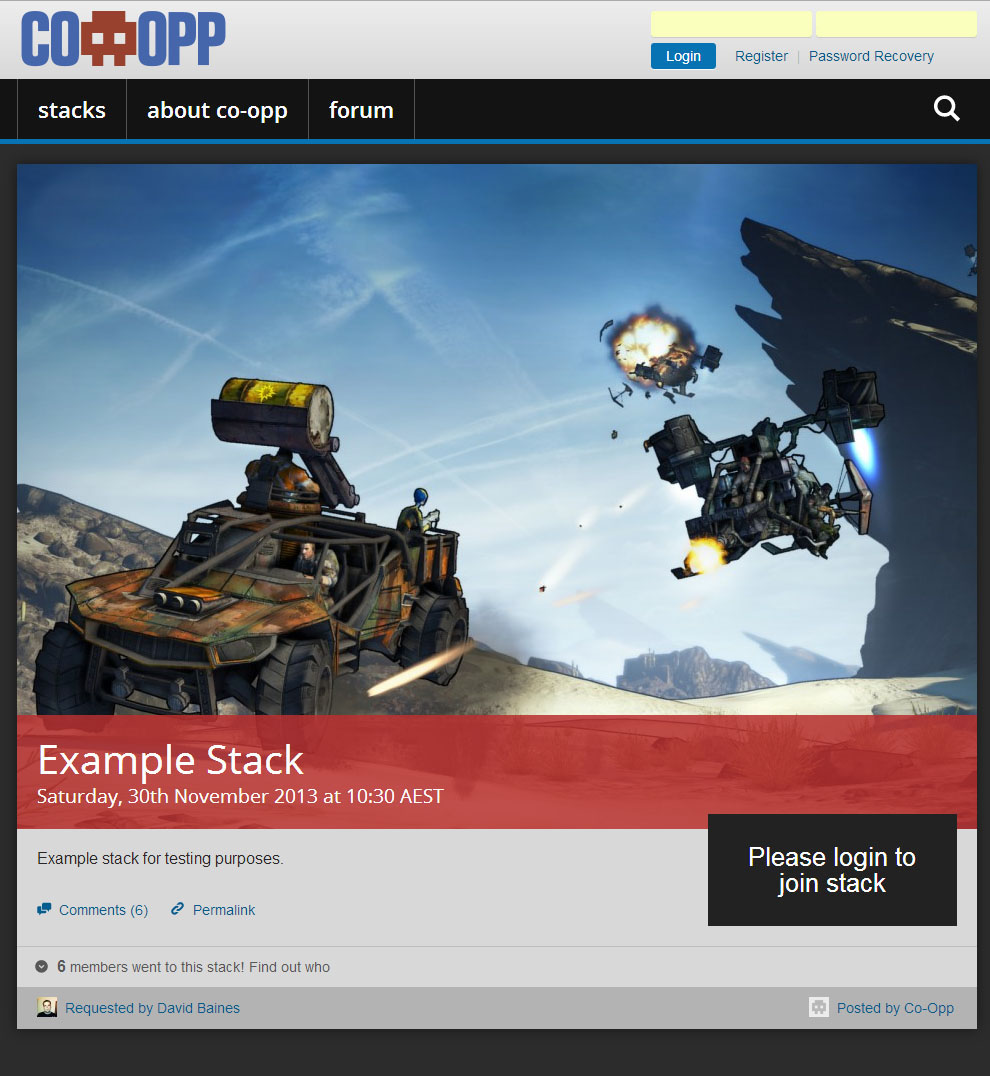 CO OPP
Login
Register | Password Recovery
stacks
about co-opp
forum
Example Stack
Saturday, 30th November 2013 at 10:30 AEST
Example stack for testing purposes.
Please login to
join stack
Comments (6)
Permalink
6 members went to this stack! Find out who
Requested by David Baines
Posted by Co-Opp